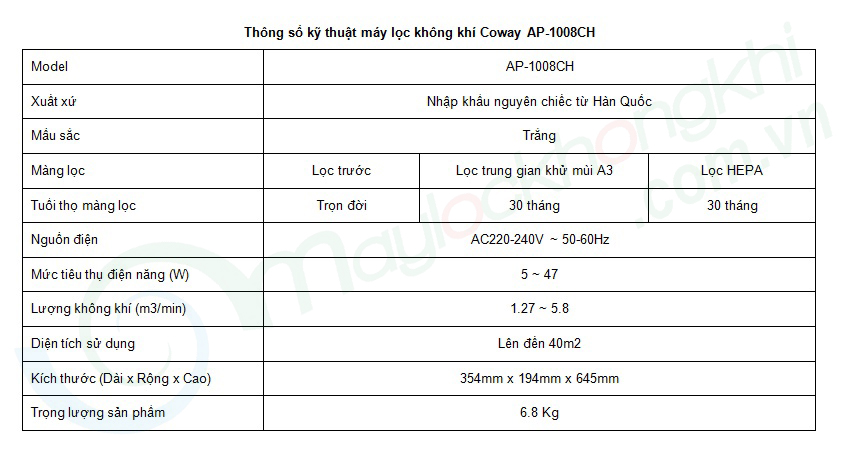 Thông số kỹ thuật máy lọc không khí Coway AP-1008CH
Model AP-1008CH
Xuất xứ Nhập khẩu nguyên chiếc từ Hàn Quốc
Mẩu sắc Trắng
Màng lọc Lọc trước Lọc trung gian khử mùi A3 Lọc HEPA
Tuổi thọ màng lọc Trọn đời 30 tháng 30 tháng
Nguồn điện AC220-240V ~ 50-60Hz
Mức tiêu thụ điện năng (W) 5 ~ 47
Lượng không khí (m3/min) 1.27 ~ 5.8
Diện tích sử dụng Lên đến 40m2
Kích thước (Dài x Rộng x Cao) 354mm x 194mm x 645mm
Trọng lượng sản phẩm 6.8 Kg
maylockhongkhi
.com.vn